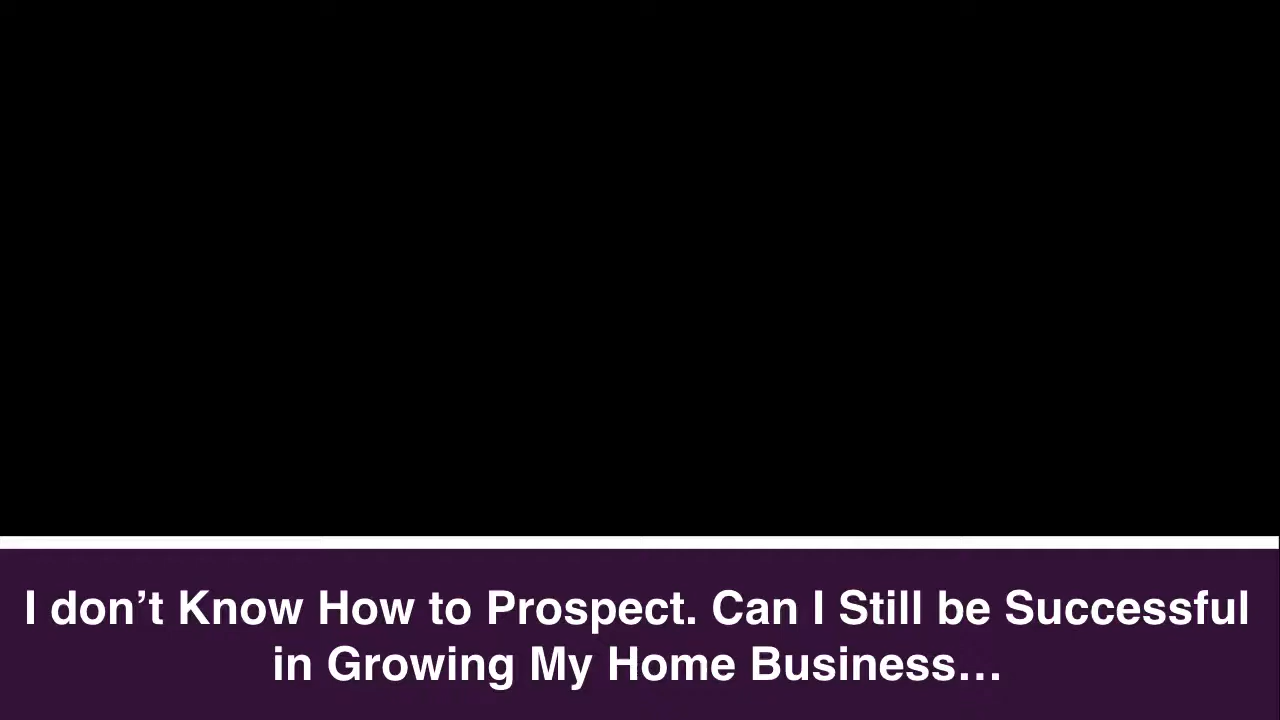 I don’t Know How to Prospect. Can I Still be Successful
in Growing My Home Business…